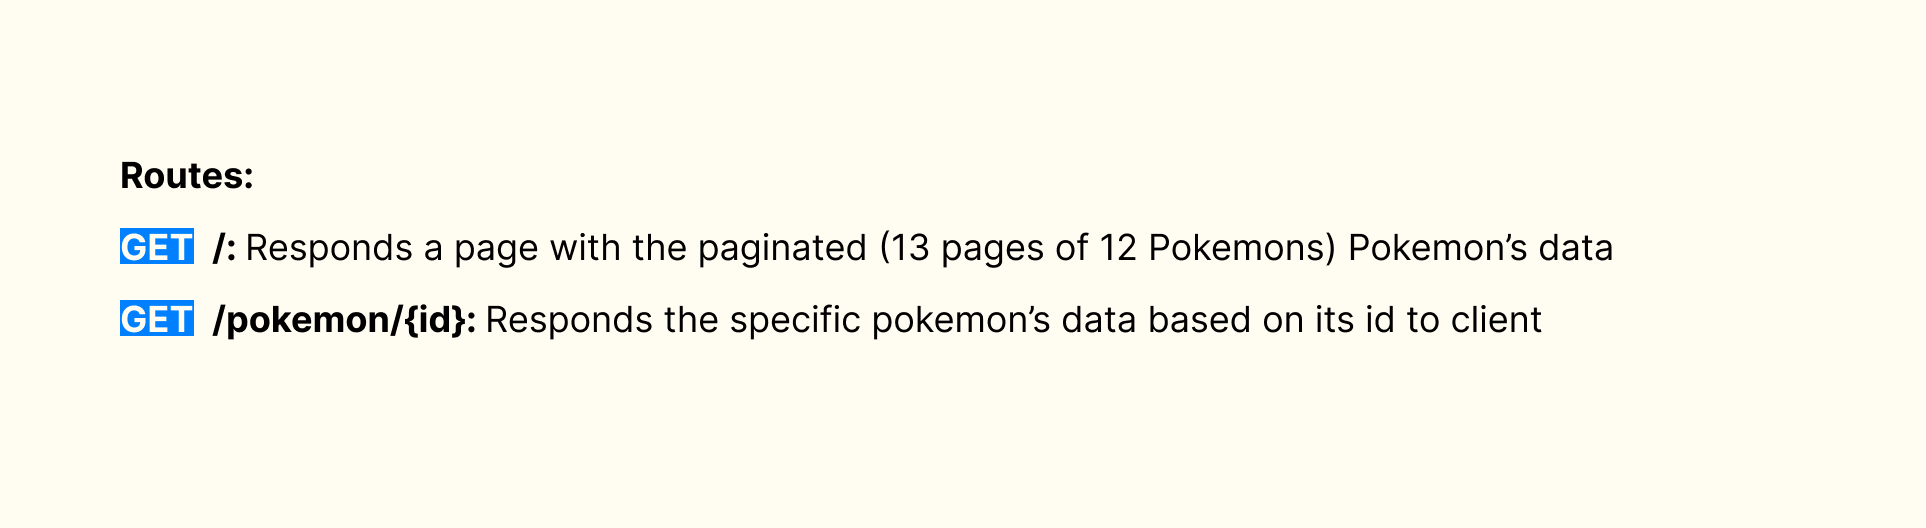 Routes:
GET /: Responds a page with the paginated (13 pages of 12 Pokemons) Pokemon’s data
GET /pokemon/{id}: Responds the specific pokemon’s data based on its id to client